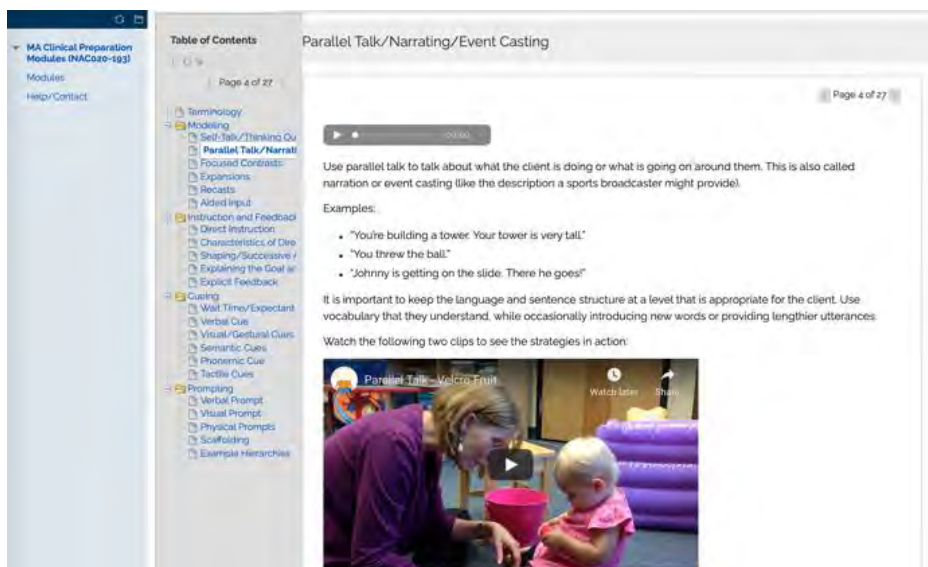 MA Clinical Preparation
Modules (NAC020-193)
Modules
Help/Contact
Table of Contents
Page 4 of 27
Terminology
Modeling
Self-Talk/Thinking Ou
Parallel Talk/Narrati
Focused Contrasts
Expansions
Recasts
Aided Input
Instruction and Feedback
Direct Instruction
Characteristics of Dire
Shaping/Successive A
Explaining the Goal a
Explicit Feedback
Cueing
Wait Time/Expectant
Verbal Cue
Visual/Gestural Cues
Semantic Cues
Phonemic Cue
Tactile Cues
Prompting
Verbal Prompt
Visual Prompt
Physical Prompts
Scaffolding
Example Hierarchies
Parallel Talk/Narrating/Event Casting
Page 4 of 27
00:00
Use parallel talk to talk about what the client is doing or what is going on around them. This is also called
narration or event casting (like the description a sports broadcaster might provide).
Examples:
• "You're building a tower. Your tower is very tall."
• "You threw the ball."
• "Johnny is getting on the slide. There he goes!"
It is important to keep the language and sentence structure at a level that is appropriate for the client. Use
vocabulary that they understand, while occasionally introducing new words or providing lengthier utterances.
Watch the following two clips to see the strategies in action:
Parallel Talk - Velcro Fruit
Watch later
Share